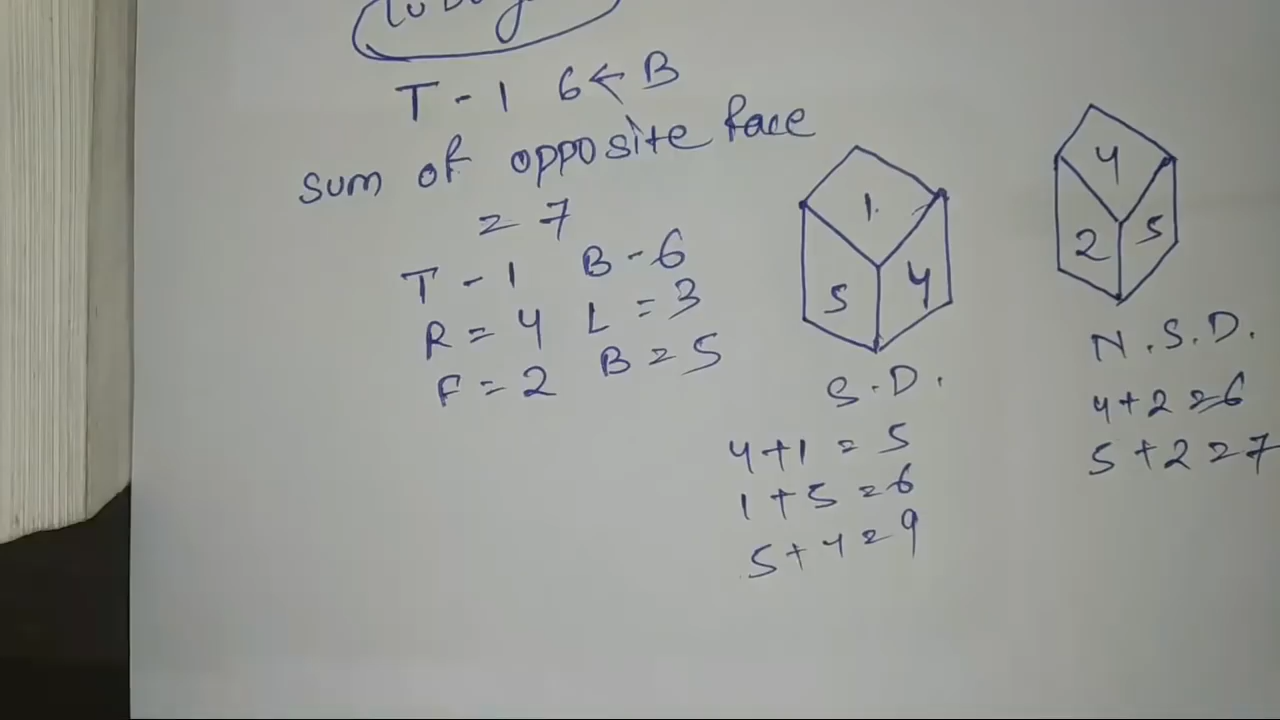 T - 1 6 ← B
sum of opposite face
= 7
T - 1 B - 6
R = 4 L = 3
F = 2 B = 5
1
5 4
S.D.
4+1 = 5
1+5 = 6
5+4 = 9
4
2 5
N.S.D.
4+2 = 6
5+2 = 7